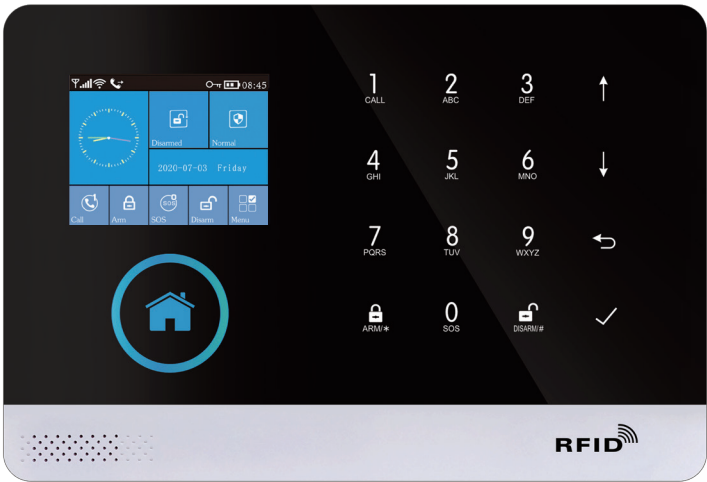 08:45
Disarmed Normal
2020-07-03 Friday
SOS
Call Arm SOS Disarm Menu
1 2 3
CALL ABC DEF
4 5 6
GHI JKL MNO
7 8 9
PQRS TUV WXYZ
0
ARM/* SOS DISARM/#
RFID